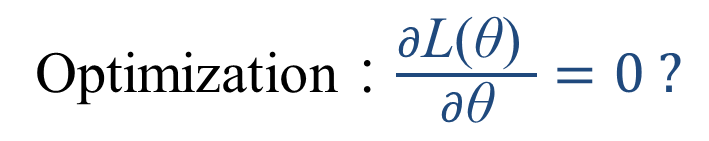 Optimization : ∂L(θ)/∂θ = 0 ?